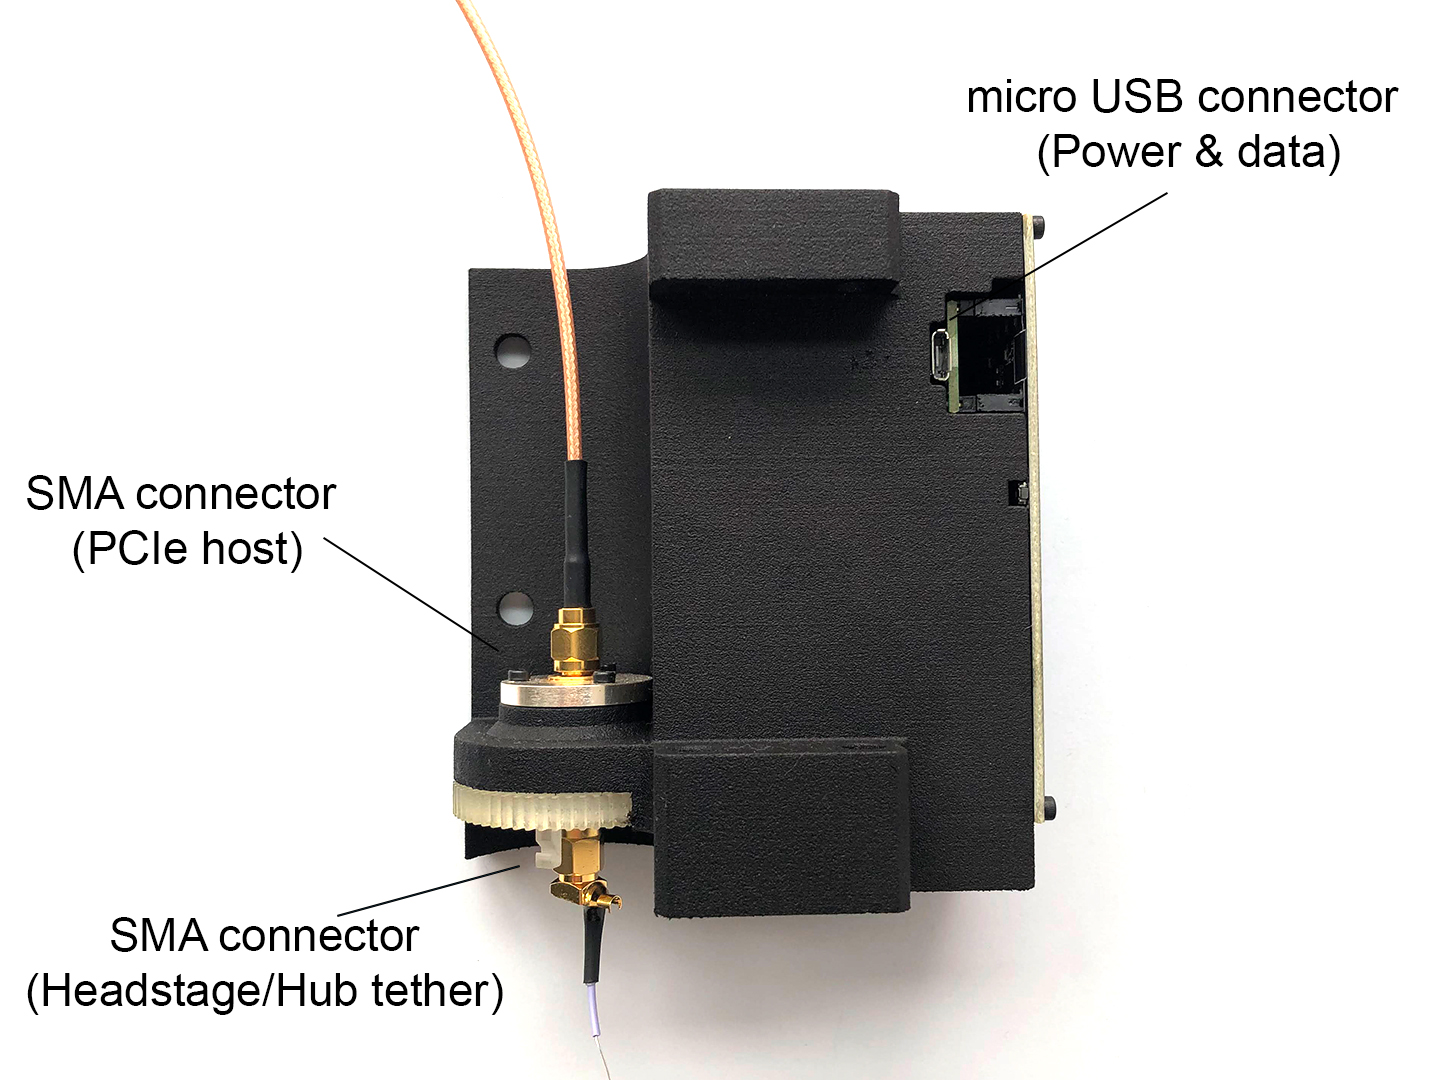 micro USB connector
(Power & data)
SMA connector
(PCIe host)
SMA connector
(Headstage/Hub tether)